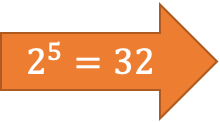 2⁵ = 32